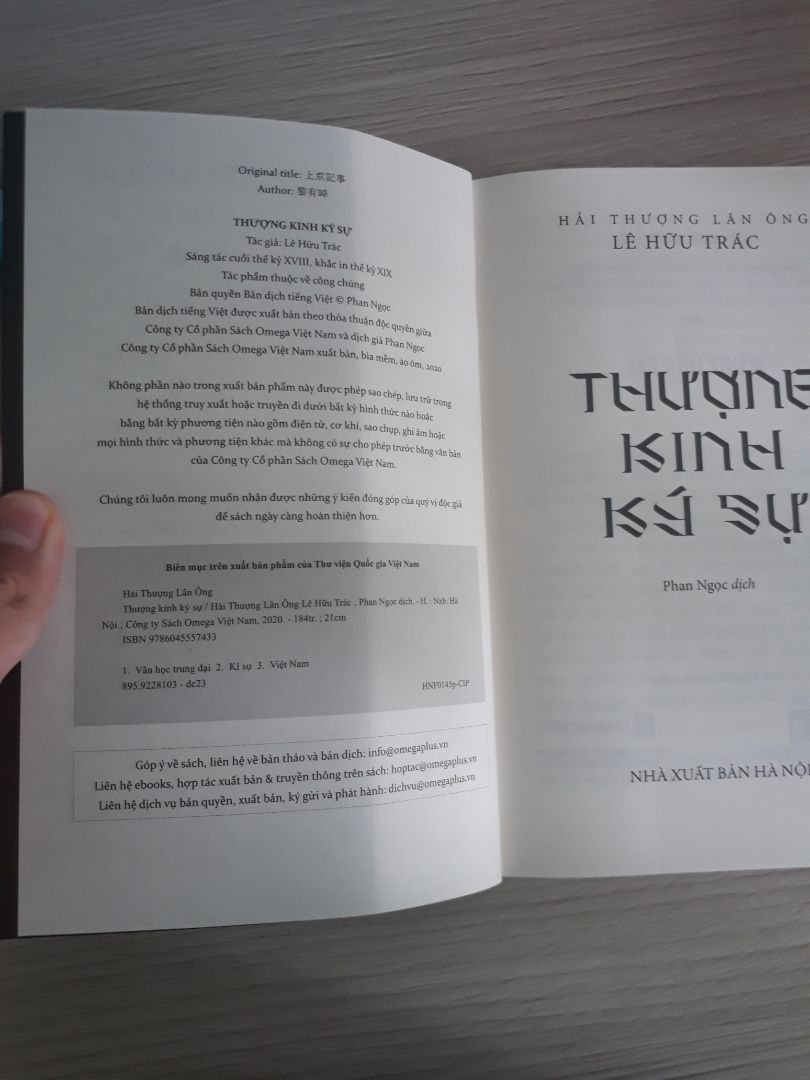 Original title: 上京記事
Author: 黎有晫
THƯỢNG KINH KÝ SỰ
Tác giả: Lê Hữu Trác
Sáng tác cuối thế kỷ XVIII, khắc in thế kỷ XIX
Tác phẩm thuộc về công chúng
Bản quyền Bản dịch tiếng Việt © Phan Ngọc
Bản dịch tiếng Việt được xuất bản theo thỏa thuận độc quyền giữa
Công ty Cổ phần Sách Omega Việt Nam và dịch giả Phan Ngọc
Công ty Cổ phần Sách Omega Việt Nam xuất bản, bìa mềm, áo ôm, 2020
Không phần nào trong xuất bản phẩm này được phép sao chép, lưu trữ trong
hệ thống truy xuất hoặc truyền đi dưới bất kỳ hình thức nào hoặc
bằng bất kỳ phương tiện nào gồm điện tử, cơ khí, sao chụp, ghi âm hoặc
mọi hình thức và phương tiện khác mà không có sự cho phép trước bằng văn bản
của Công ty Cổ phần Sách Omega Việt Nam.
Chúng tôi luôn mong muốn nhận được những ý kiến đóng góp của quý vị độc giả
để sách ngày càng hoàn thiện hơn.
Biên mục trên xuất bản phẩm của Thư viện Quốc gia Việt Nam
Hải Thượng Lãn Ông
Thượng kinh ký sự / Hải Thượng Lãn Ông Lê Hữu Trác ; Phan Ngọc dịch. - H. : Nxb. Hà
Nội ; Công ty Sách Omega Việt Nam, 2020. - 184tr. ; 21cm
ISBN 9786045557433
1. Văn học trung đại 2. Kí sự 3. Việt Nam
895.9228103 - dc23
HNF0145p-CIP
Góp ý về sách, liên hệ về bản thảo và bản dịch: info@omegaplus.vn
Liên hệ ebooks, hợp tác xuất bản & truyền thông trên sách: hoptac@omegaplus.vn
Liên hệ dịch vụ bản quyền, xuất bản, ký gửi và phát hành: dichvu@omegaplus.vn
HẢI THƯỢNG LÃN ÔNG
LÊ HỮU TRÁC
THƯỢNG
KINH
KÝ SỰ
Phan Ngọc dịch
NHÀ XUẤT BẢN HÀ NỘI